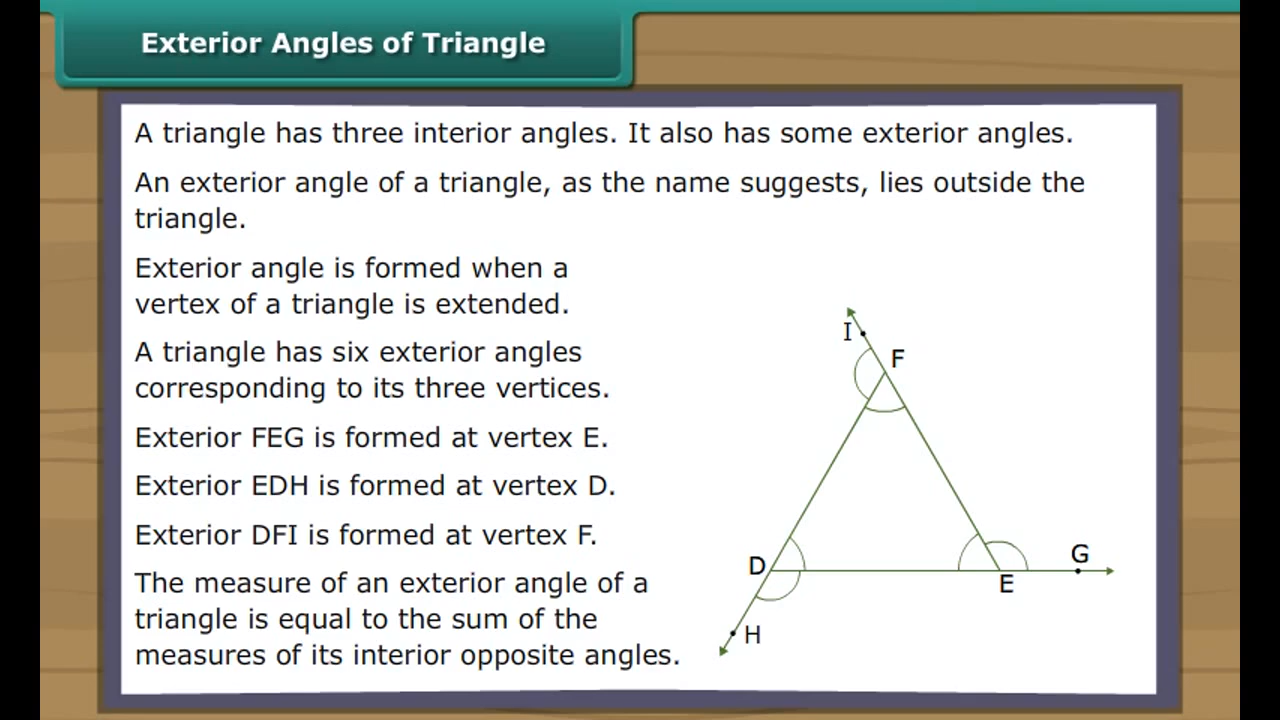 Exterior Angles of Triangle
A triangle has three interior angles. It also has some exterior angles.
An exterior angle of a triangle, as the name suggests, lies outside the
triangle.
Exterior angle is formed when a
vertex of a triangle is extended.
A triangle has six exterior angles
corresponding to its three vertices.
Exterior FEG is formed at vertex E.
Exterior EDH is formed at vertex D.
Exterior DFI is formed at vertex F.
The measure of an exterior angle of a
triangle is equal to the sum of the
measures of its interior opposite angles.
I
F
D
G
E
H